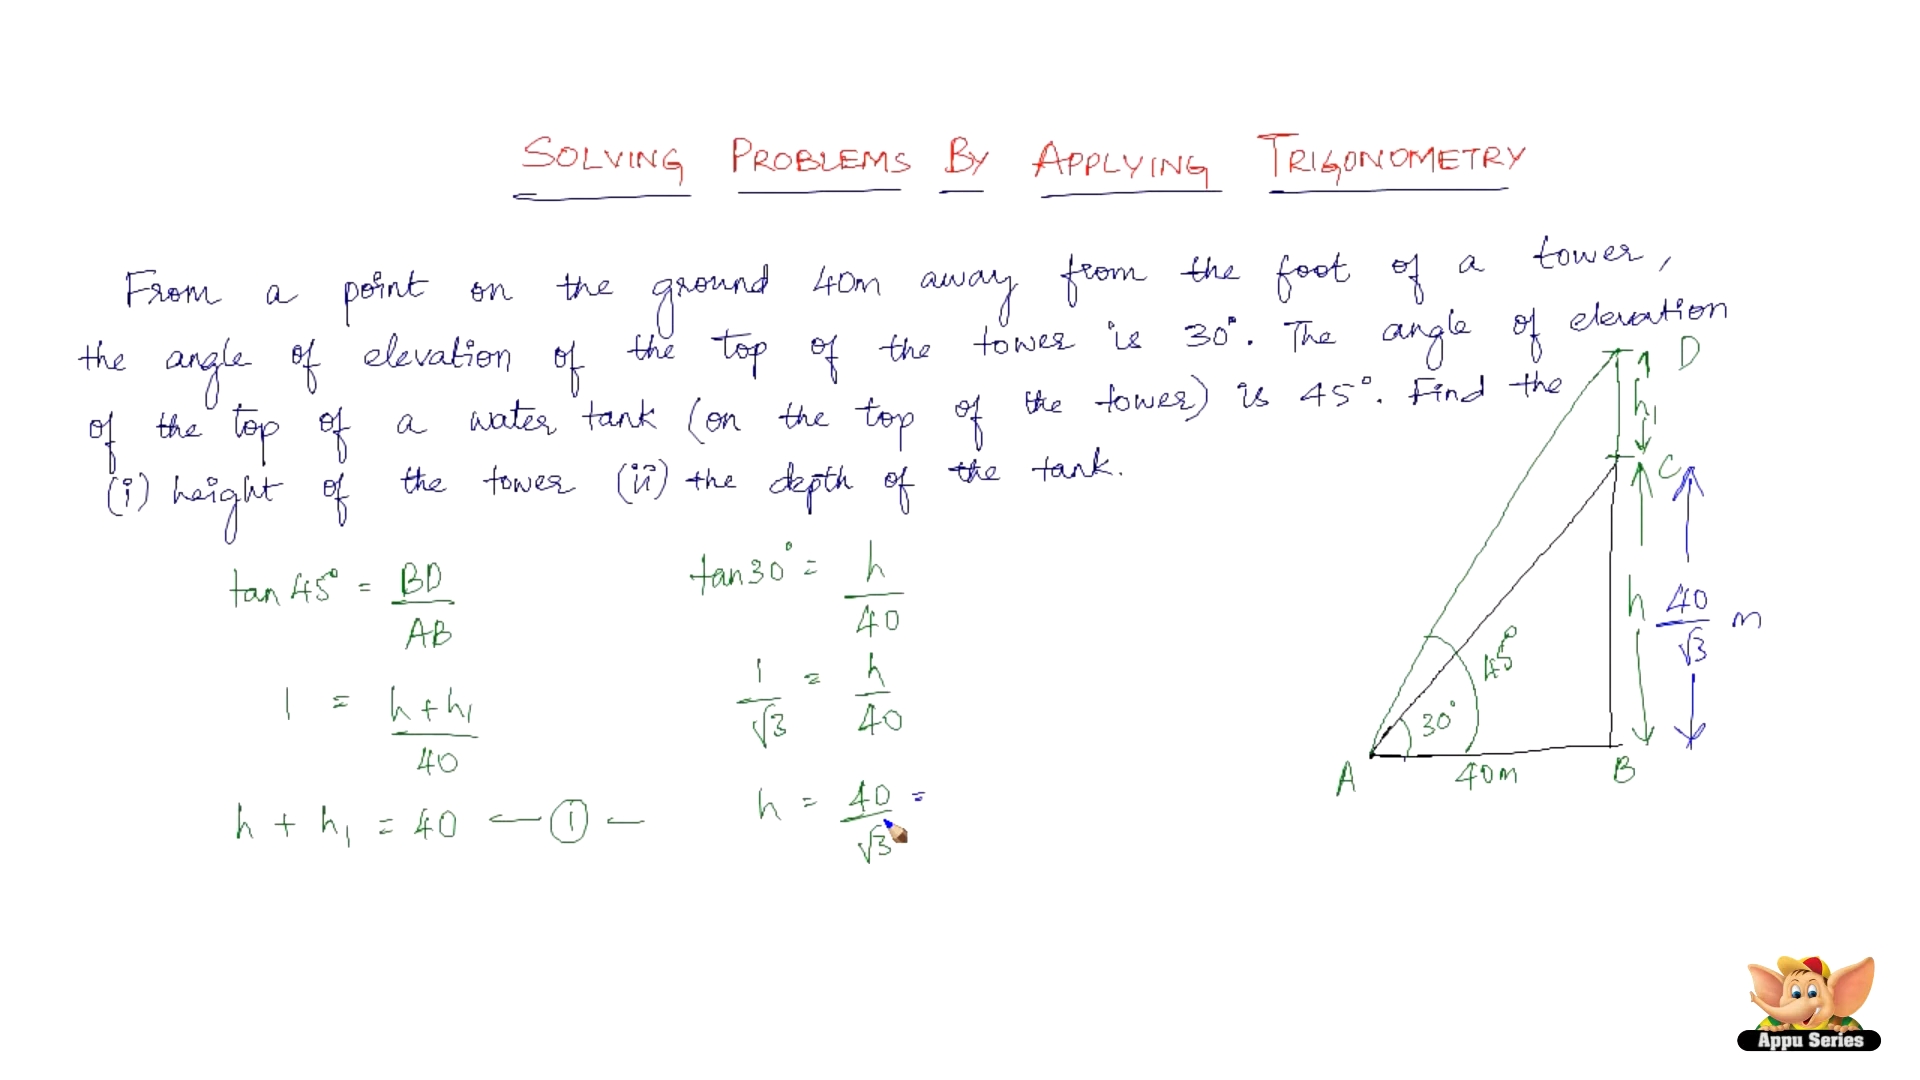 SOLVING PROBLEMS BY APPLYING TRIGONOMETRY
From a point on the ground 40m away from the foot of a tower,
the angle of elevation of the top of the tower is 30°. The angle of elevation
of the top of a water tank (on the top of the tower) is 45°. Find the
(i) height of the tower (ii) the depth of the tank.
tan 45° = BD/AB
1 = h + h₁/40
h + h₁ = 40 — ① —
tan 30° = h/40
1/√3 = h/40
h = 40/√3 =
D
h₁
C
h
40/√3 m
45°
30°
A
40m
B
Appu Series